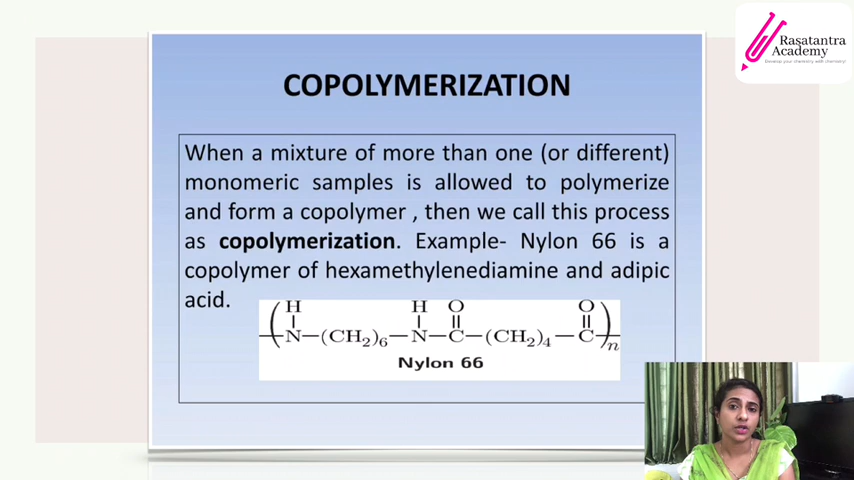 Rasatantra
Academy
Develop your chemistry with chemistry!
COPOLYMERIZATION
When a mixture of more than one (or different)
monomeric samples is allowed to polymerize
and form a copolymer , then we call this process
as copolymerization. Example- Nylon 66 is a
copolymer of hexamethylenediamine and adipic
acid.
H H O O
( N—(CH₂)₆—N—C—(CH₂)₄—C )n
Nylon 66